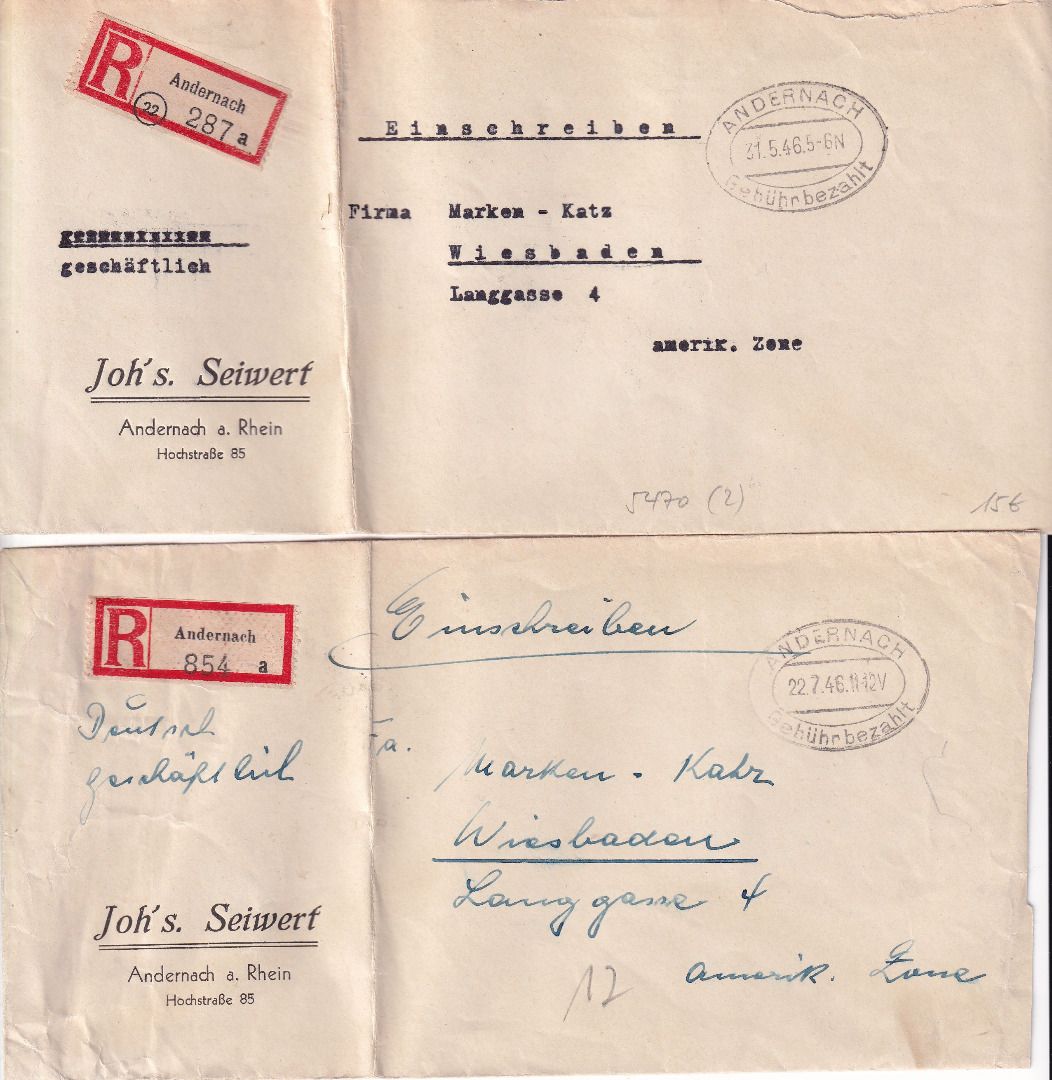 R
Andernach
22
287 a
Einschreiben
ANDERNACH
31.5.46.5-6N
Gebührbezahlt
Firma Marken - Katz
Wiesbaden
Langgasse 4
amerik. Zone
geschäftlich
Joh's. Seiwert
Andernach a. Rhein
Hochstraße 85
5470 (2)
15€
R
Andernach
854 a
Einschreiben
ANDERNACH
22.7.46.11-12V
Gebührbezahlt
Deutsch
geschäftlich
Fa.
Marken - Katz
Wiesbaden
Langgasse 4
amerik. Zone
Joh's. Seiwert
Andernach a. Rhein
Hochstraße 85
12